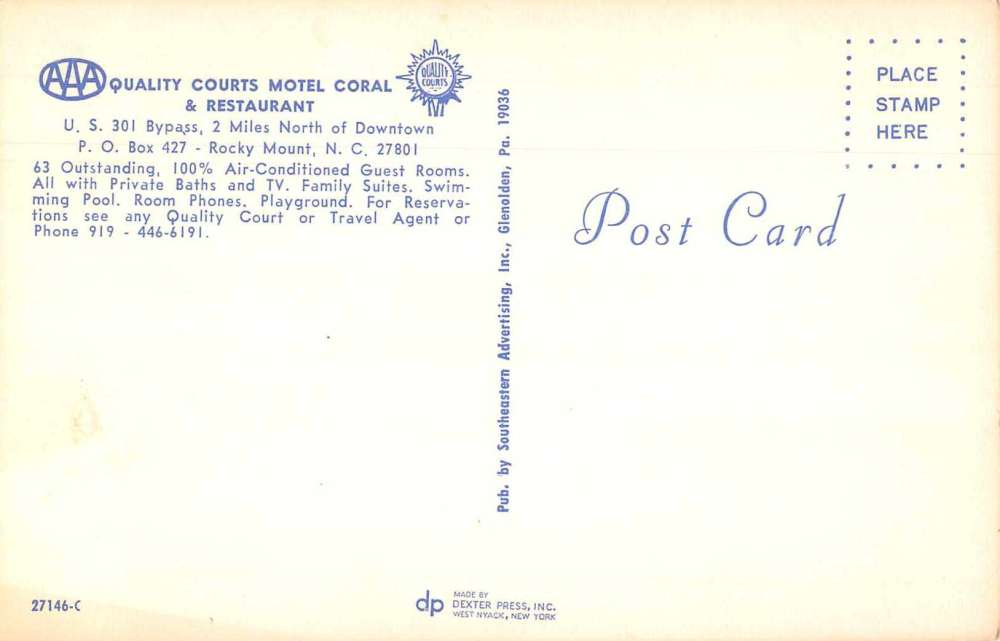 AAA QUALITY COURTS MOTEL CORAL
QUALITY
COURTS
& RESTAURANT
U. S. 301 Bypass, 2 Miles North of Downtown
P. O. Box 427 - Rocky Mount, N. C. 27801
63 Outstanding, 100% Air-Conditioned Guest Rooms.
All with Private Baths and TV. Family Suites. Swim-
ming Pool. Room Phones. Playground. For Reserva-
tions see any Quality Court or Travel Agent or
Phone 919 - 446-6191.
27146-C
Pub. by Southeastern Advertising, Inc., Glenolden, Pa. 19036
dp
MADE BY
DEXTER PRESS, INC.
WEST NYACK, NEW YORK
PLACE
STAMP
HERE
Post Card